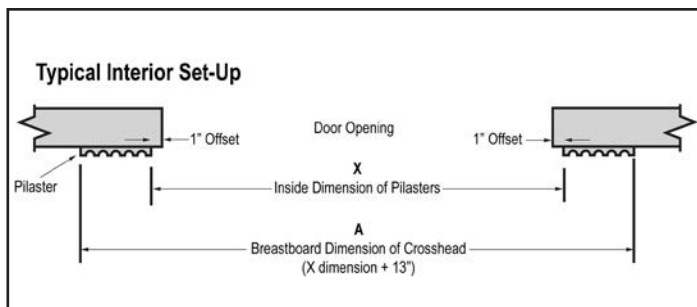 Typical Interior Set-Up
1” Offset
Door Opening
1” Offset
Pilaster
X
Inside Dimension of Pilasters
A
Breastboard Dimension of Crosshead
(X dimension + 13”)